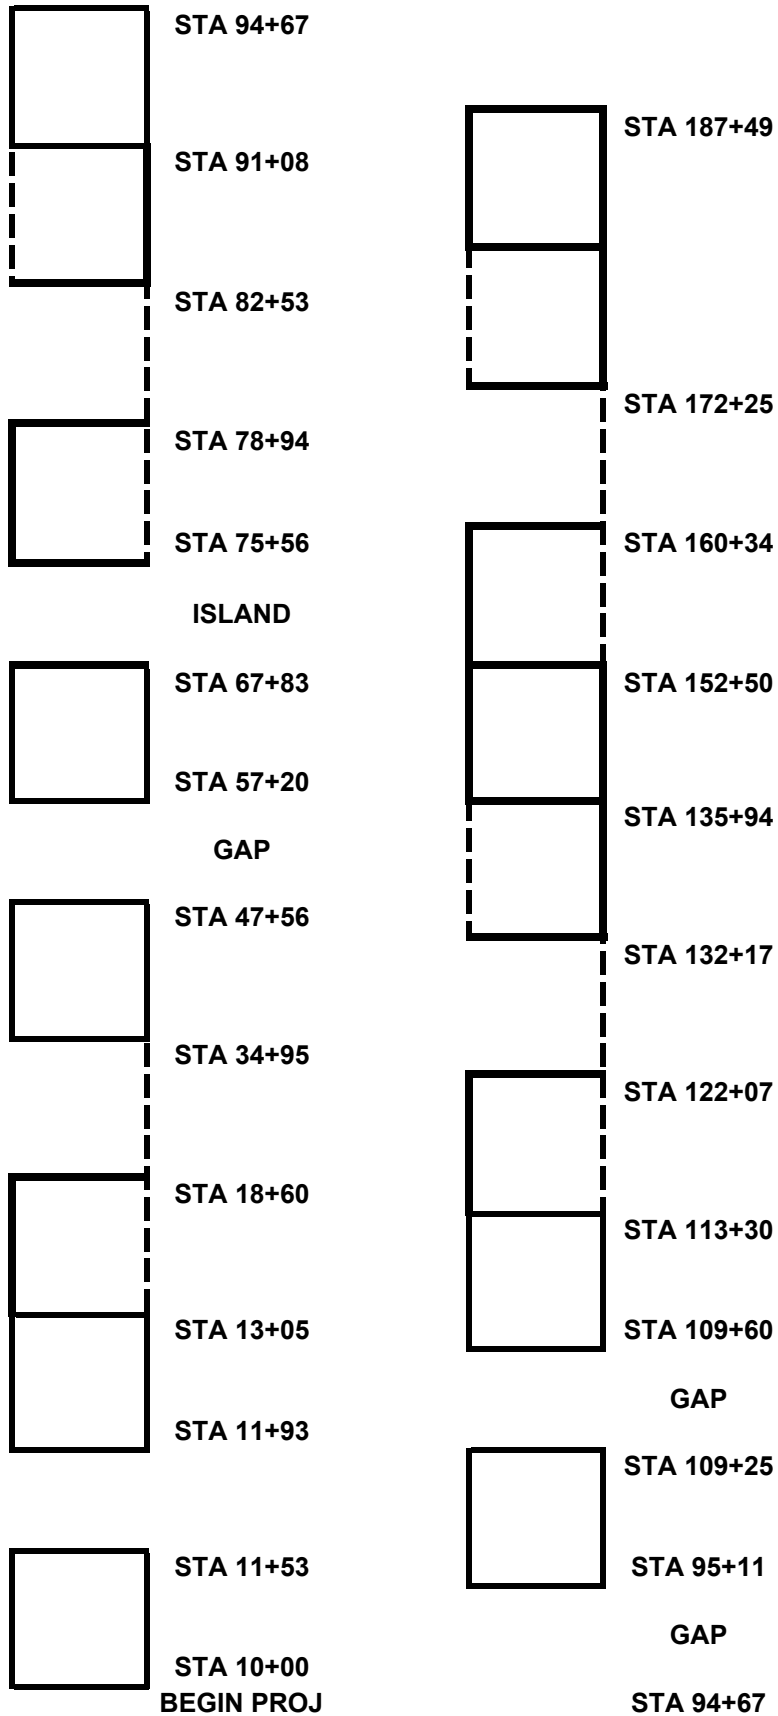 STA 94+67
STA 91+08
STA 82+53
STA 78+94
STA 75+56
ISLAND
STA 67+83
STA 57+20
GAP
STA 47+56
STA 34+95
STA 18+60
STA 13+05
STA 11+93
STA 11+53
STA 10+00
BEGIN PROJ
STA 187+49
STA 172+25
STA 160+34
STA 152+50
STA 135+94
STA 132+17
STA 122+07
STA 113+30
STA 109+60
GAP
STA 109+25
STA 95+11
GAP
STA 94+67